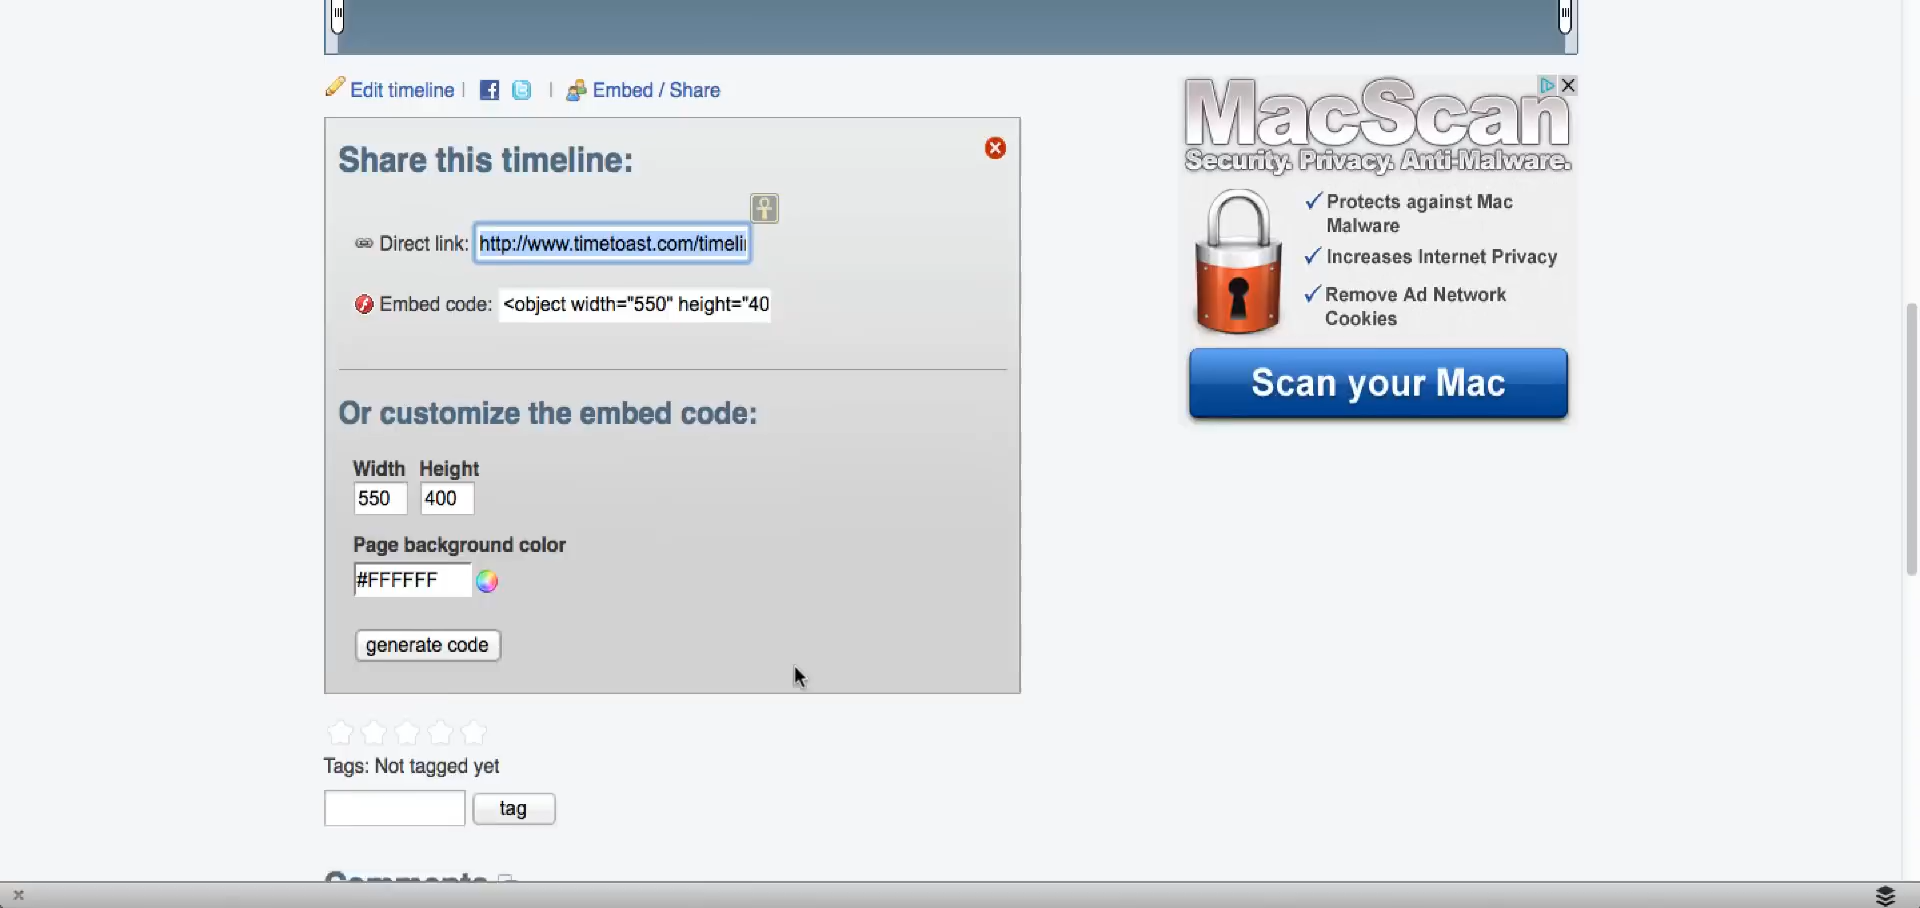 Edit timeline | | Embed / Share
Share this timeline:
Direct link: http://www.timetoast.com/timeli
Embed code: <object width="550" height="40
Or customize the embed code:
Width Height
550 400
Page background color
#FFFFFF
generate code
Tags: Not tagged yet
tag
Comments
MacScan
Security. Privacy. Anti-Malware.
Protects against Mac
Malware
Increases Internet Privacy
Remove Ad Network
Cookies
Scan your Mac